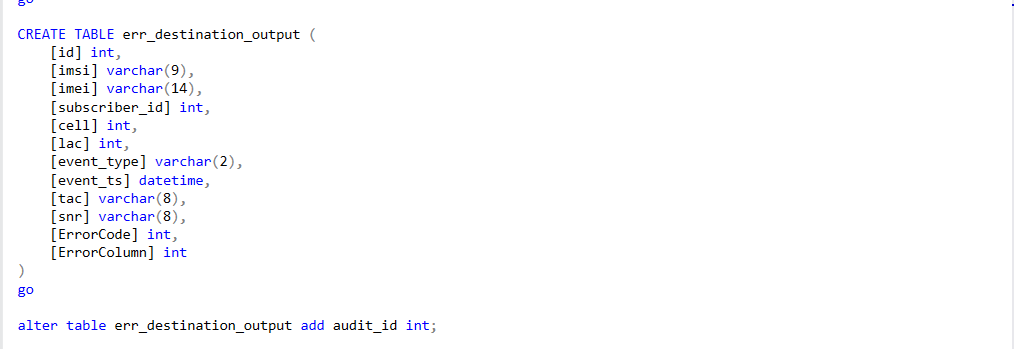 go
CREATE TABLE err_destination_output (
    [id] int,
    [imsi] varchar(9),
    [imei] varchar(14),
    [subscriber_id] int,
    [cell] int,
    [lac] int,
    [event_type] varchar(2),
    [event_ts] datetime,
    [tac] varchar(8),
    [snr] varchar(8),
    [ErrorCode] int,
    [ErrorColumn] int
)
go
alter table err_destination_output add audit_id int;